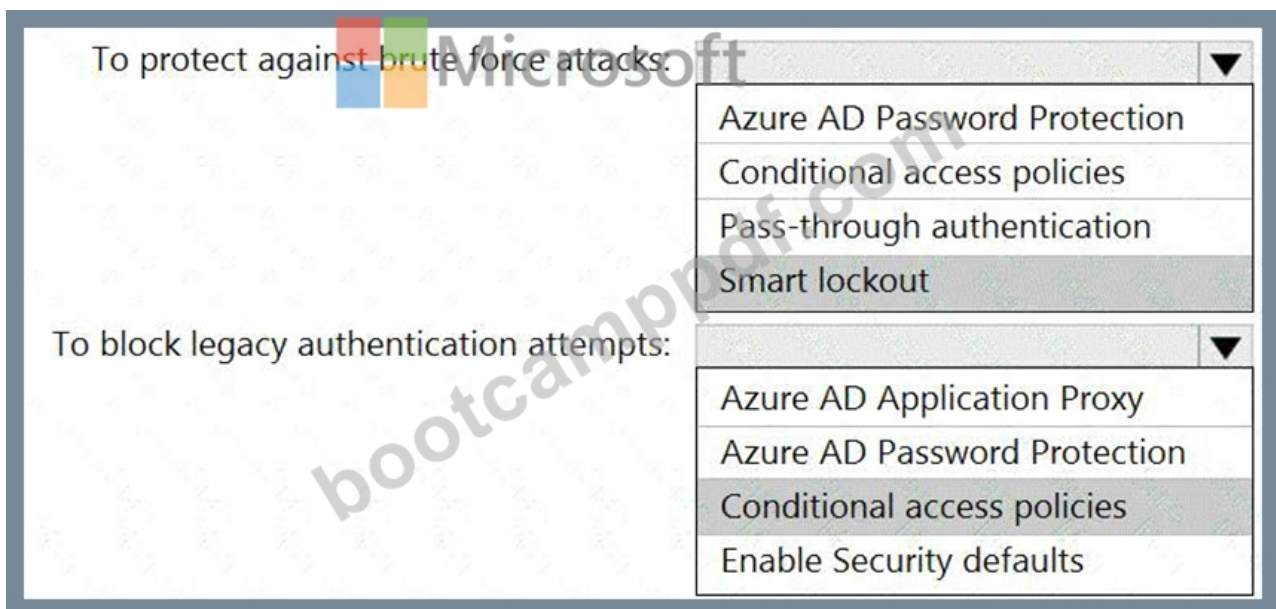 Microsoft
To protect against brute force attacks:
Azure AD Password Protection
Conditional access policies
Pass-through authentication
Smart lockout
To block legacy authentication attempts:
Azure AD Application Proxy
Azure AD Password Protection
Conditional access policies
Enable Security defaults
bootcamppdf.com